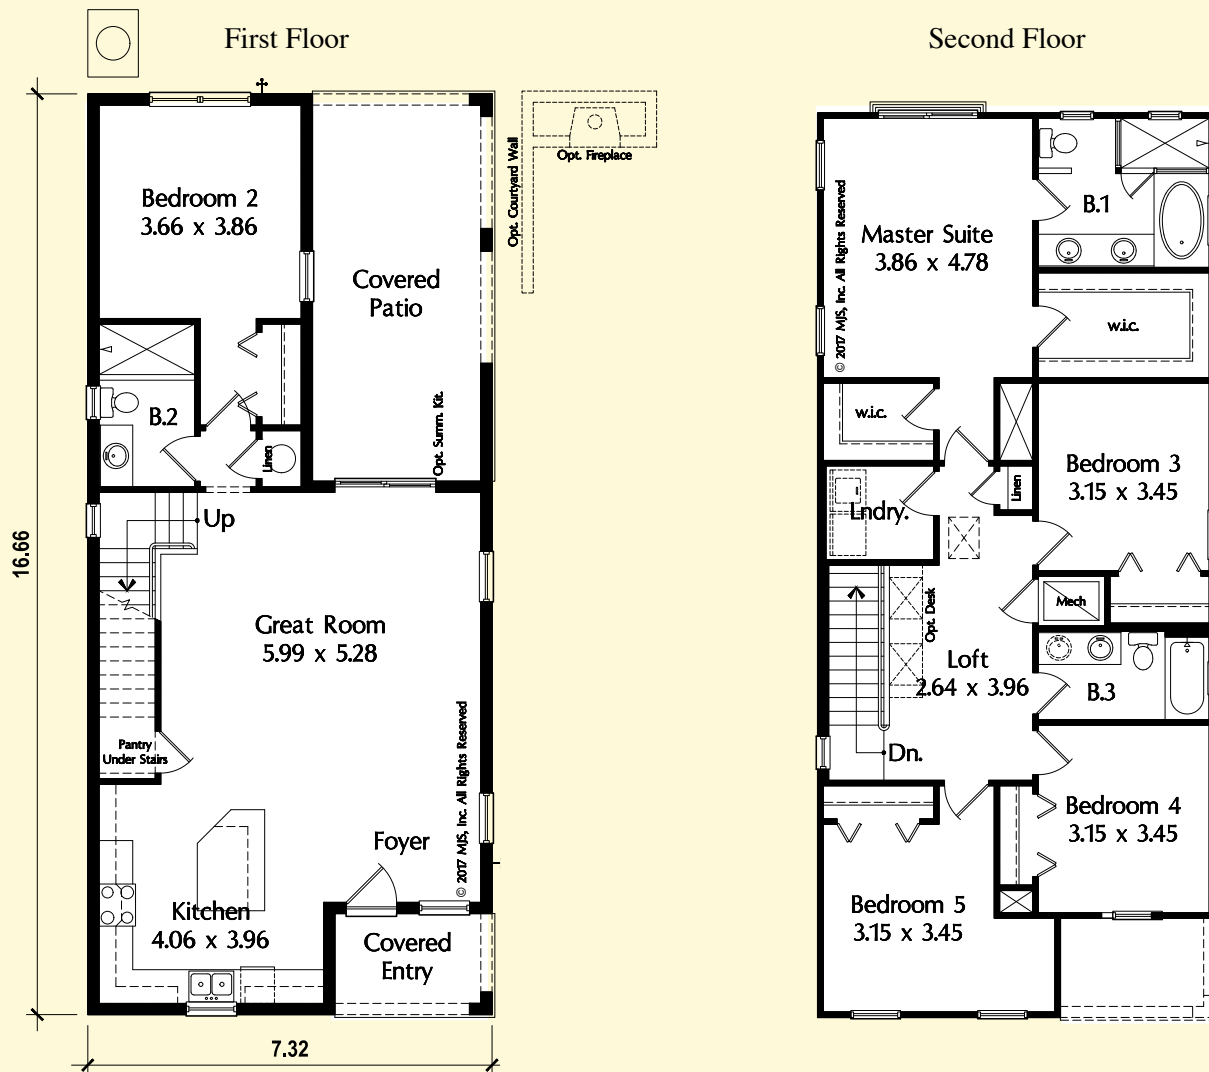 First Floor
Bedroom 2
3.66 x 3.86
Covered
Patio
Opt. Courtyard Wall
Opt. Fireplace
B.2
Linen
Opt. Summ. Kit.
Up
16.66
Great Room
5.99 x 5.28
Pantry
Under Stairs
© 2017 MJS, Inc. All Rights Reserved
Foyer
Kitchen
4.06 x 3.96
Covered
Entry
7.32
Second Floor
© 2017 MJS, Inc. All Rights Reserved
Master Suite
3.86 x 4.78
B.1
w.i.c.
w.i.c.
Bedroom 3
3.15 x 3.45
Linen
Lndry.
Mech
Opt. Desk
Loft
2.64 x 3.96
B.3
Dn.
Bedroom 4
3.15 x 3.45
Bedroom 5
3.15 x 3.45